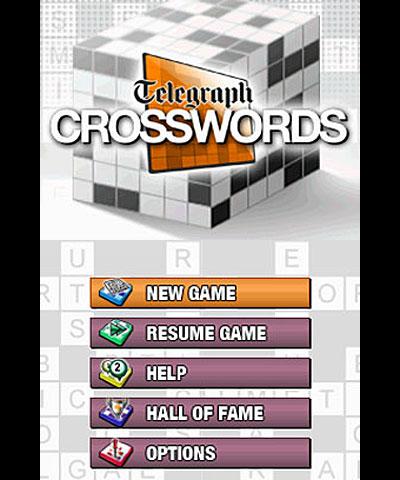 Telegraph
CROSSWORDS
U R E
NEW GAME
RESUME GAME
HELP
HALL OF FAME
OPTIONS